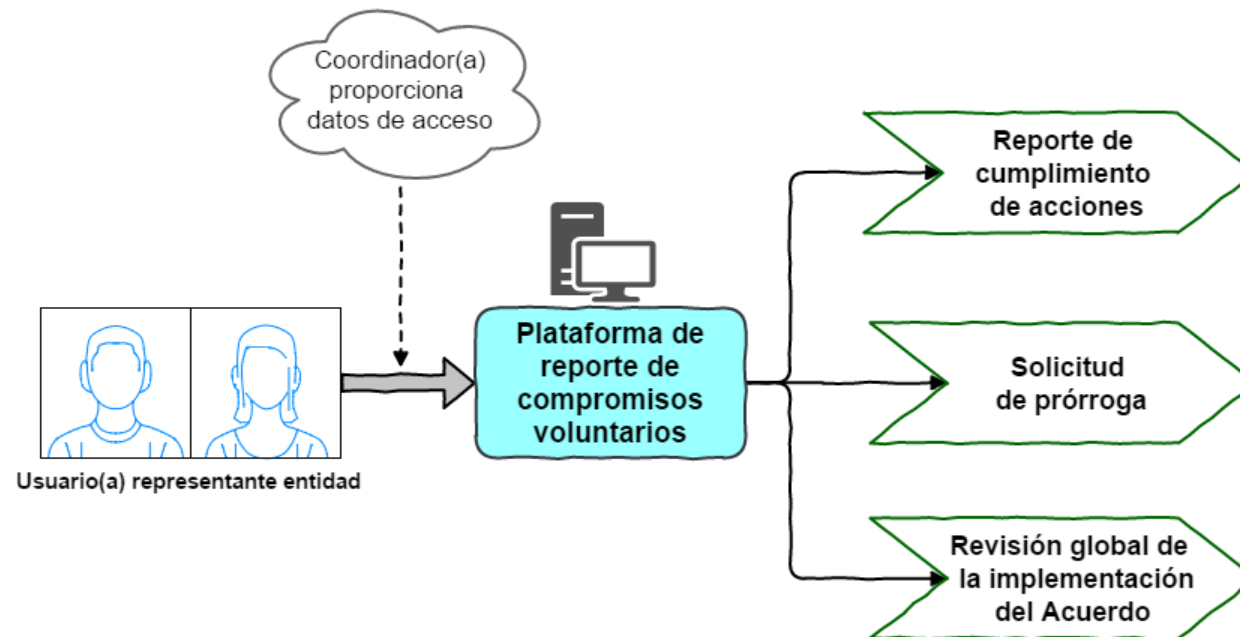 Coordinador(a)
proporciona
datos de acceso
Reporte de
cumplimiento
de acciones
Plataforma de
reporte de
compromisos
voluntarios
Solicitud
de prórroga
Usuario(a) representante entidad
Revisión global de
la implementación
del Acuerdo